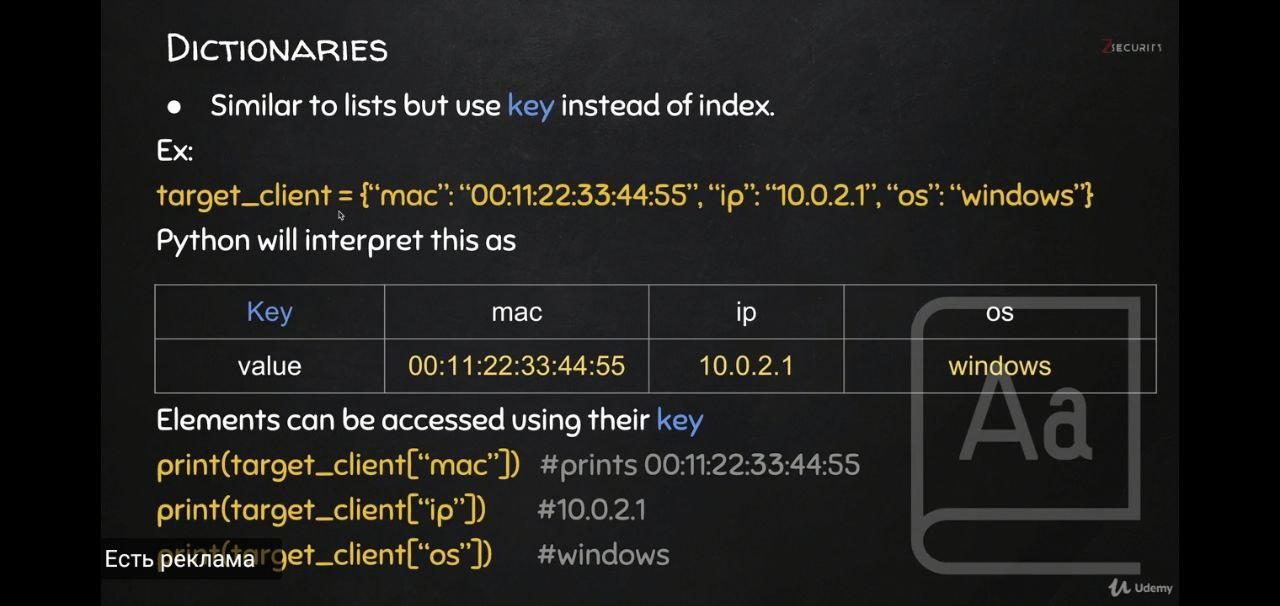 DICTIONARIES
ZSECURITY
● Similar to lists but use key instead of index.
Ex:
target_client = {“mac”: “00:11:22:33:44:55”, “ip”: “10.0.2.1”, “os”: “windows”}
Python will interpret this as
Key mac ip os
value 00:11:22:33:44:55 10.0.2.1 windows
Aa
Elements can be accessed using their key
print(target_client[“mac”]) #prints 00:11:22:33:44:55
print(target_client[“ip”]) #10.0.2.1
print(target_client[“os”]) #windows
Есть реклама
Udemy